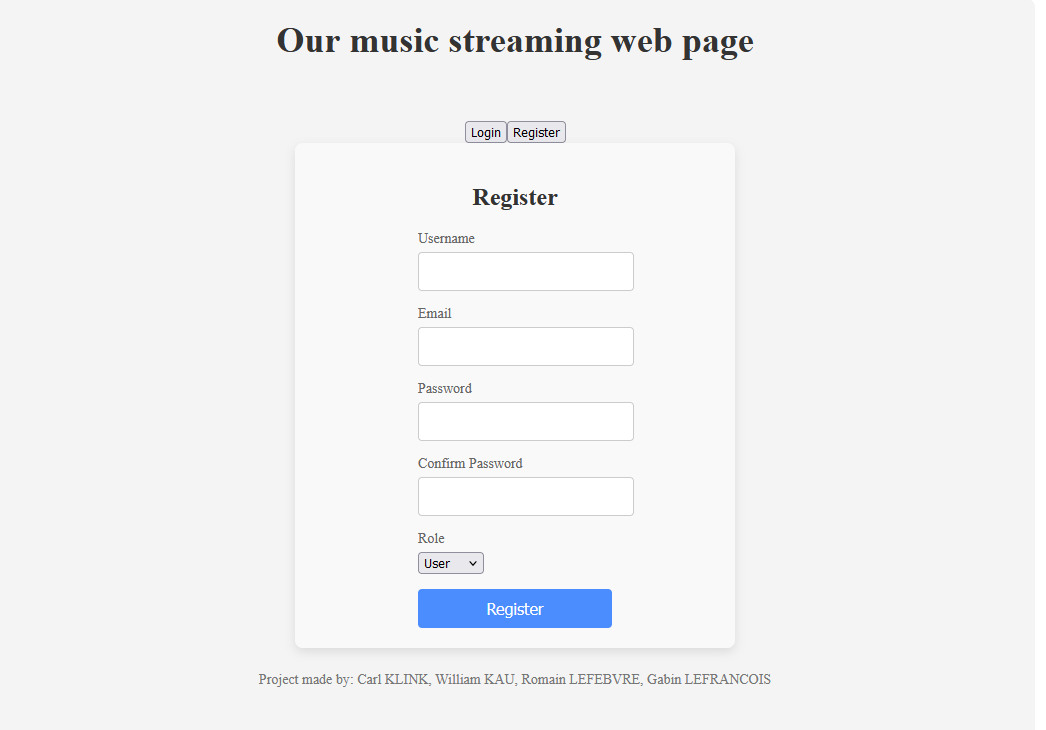 Our music streaming web page
Login Register
Register
Username
Email
Password
Confirm Password
Role
User
Register
Project made by: Carl KLINK, William KAU, Romain LEFEBVRE, Gabin LEFRANCOIS